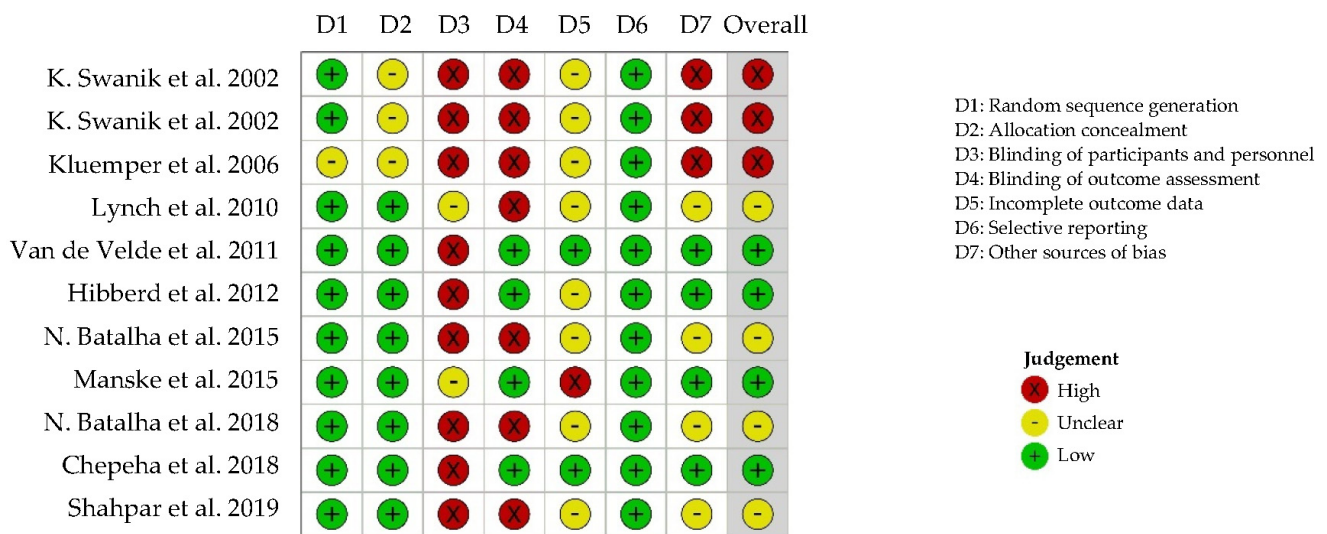 D1 D2 D3 D4 D5 D6 D7 Overall
K. Swanik et al. 2002 + - X X - + X X
K. Swanik et al. 2002 + - X X - + X X
Kluemper et al. 2006 - - X X - + X X
Lynch et al. 2010 + + - X - + - -
Van de Velde et al. 2011 + + X + + + + +
Hibberd et al. 2012 + + X + - + + +
N. Batalha et al. 2015 + + X X - + - -
Manske et al. 2015 + + - + X + + +
N. Batalha et al. 2018 + + X X - + - -
Chepeha et al. 2018 + + X + + + + +
Shahpar et al. 2019 + + X X - + - -
D1: Random sequence generation
D2: Allocation concealment
D3: Blinding of participants and personnel
D4: Blinding of outcome assessment
D5: Incomplete outcome data
D6: Selective reporting
D7: Other sources of bias
Judgement
X High
- Unclear
+ Low